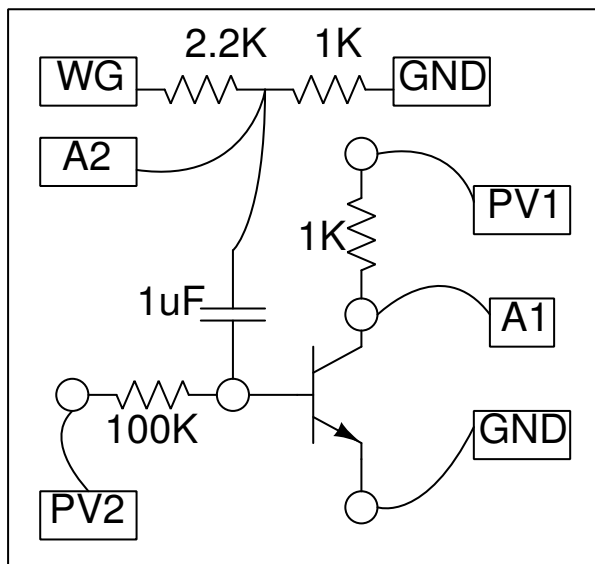 2.2K 1K
WG GND
A2
PV1
1K
1uF A1
100K GND
PV2